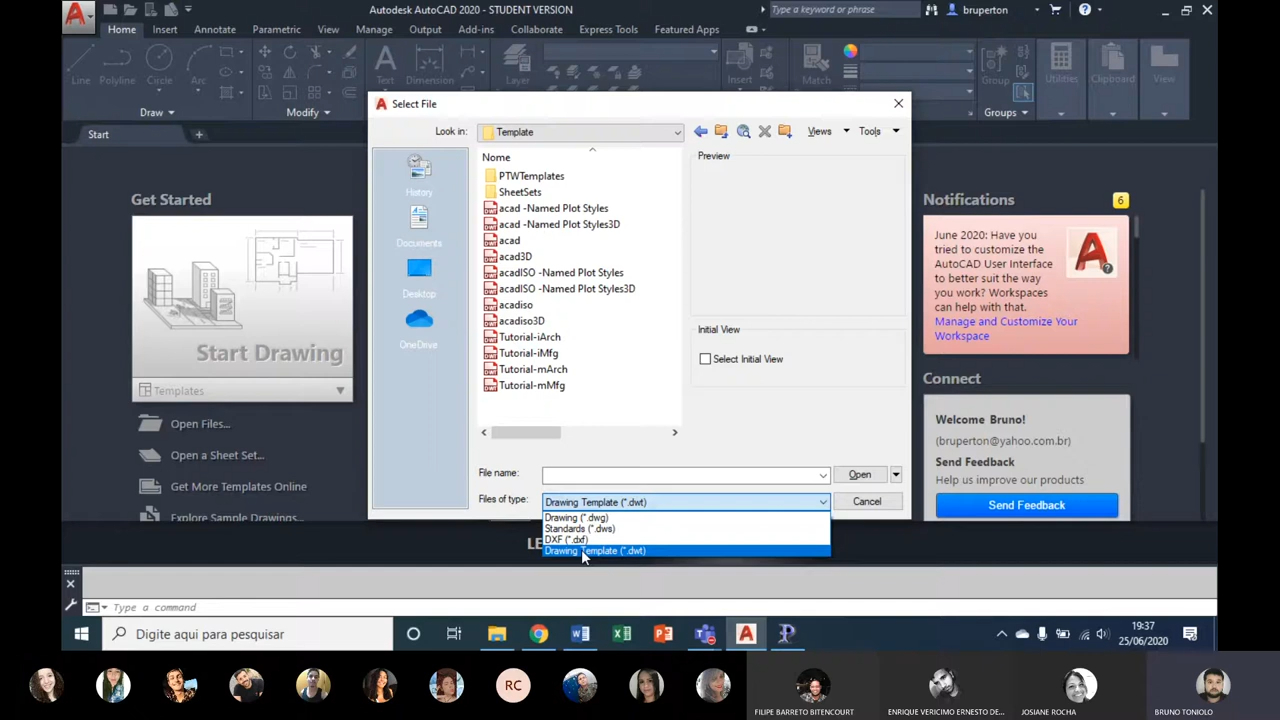 Autodesk AutoCAD 2020 - STUDENT VERSION
Type a keyword or phrase
bruperton
Home Insert Annotate Parametric View Manage Output Add-ins Collaborate Express Tools Featured Apps
Line Polyline Circle Arc
Text Dimension
Layer
Insert
Match
Group
Utilities
Clipboard
View
Draw
Modify
Groups
Start
Select File
Look in:
Template
Views
Tools
History
Documents
Desktop
OneDrive
Nome
PTWTemplates
SheetSets
acad -Named Plot Styles
acad -Named Plot Styles3D
acad
acad3D
acadISO -Named Plot Styles
acadISO -Named Plot Styles3D
acadiso
acadiso3D
Tutorial-iArch
Tutorial-iMfg
Tutorial-mArch
Tutorial-mMfg
Preview
Initial View
Select Initial View
File name:
Open
Files of type:
Drawing Template (*.dwt)
Cancel
Drawing (*.dwg)
Standards (*.dws)
DXF (*.dxf)
Drawing Template (*.dwt)
Get Started
Start Drawing
Templates
Open Files...
Open a Sheet Set...
Get More Templates Online
Explore Sample Drawings...
Notifications
6
June 2020: Have you
tried to customize the
AutoCAD User Interface
to better suit the way
you work? Workspaces
can help with that.
Manage and Customize Your
Workspace
Connect
Welcome Bruno!
(bruperton@yahoo.com.br)
Send Feedback
Help us improve our products
Send Feedback
LE
Type a command
Digite aqui para pesquisar
19:37
25/06/2020
RC
FILIPE BARRETO BITENCOURT
ENRIQUE VERICIMO ERNESTO DE...
JOSIANE ROCHA
BRUNO TONIOLO